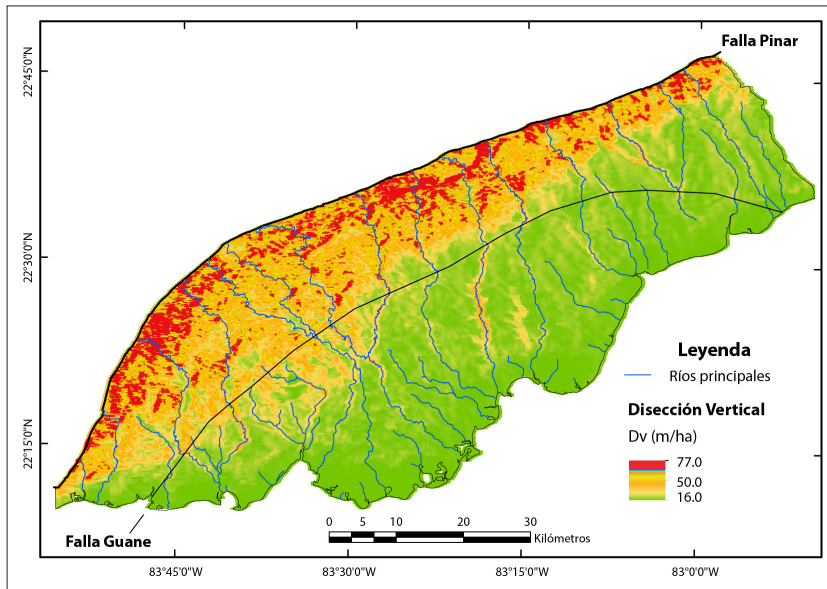 Falla Pinar
22°45'0"N
22°30'0"N
22°15'0"N
Leyenda
Ríos principales
Disección Vertical
Dv (m/ha)
77.0
50.0
16.0
0 5 10 20 30
Kilómetros
Falla Guane
83°45'0"W 83°30'0"W 83°15'0"W 83°0'0"W